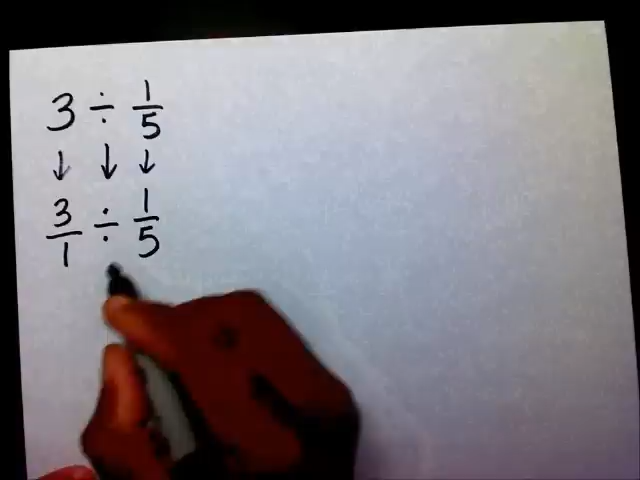 3 ÷ 1/5
↓ ↓ ↓
3/1 ÷ 1/5